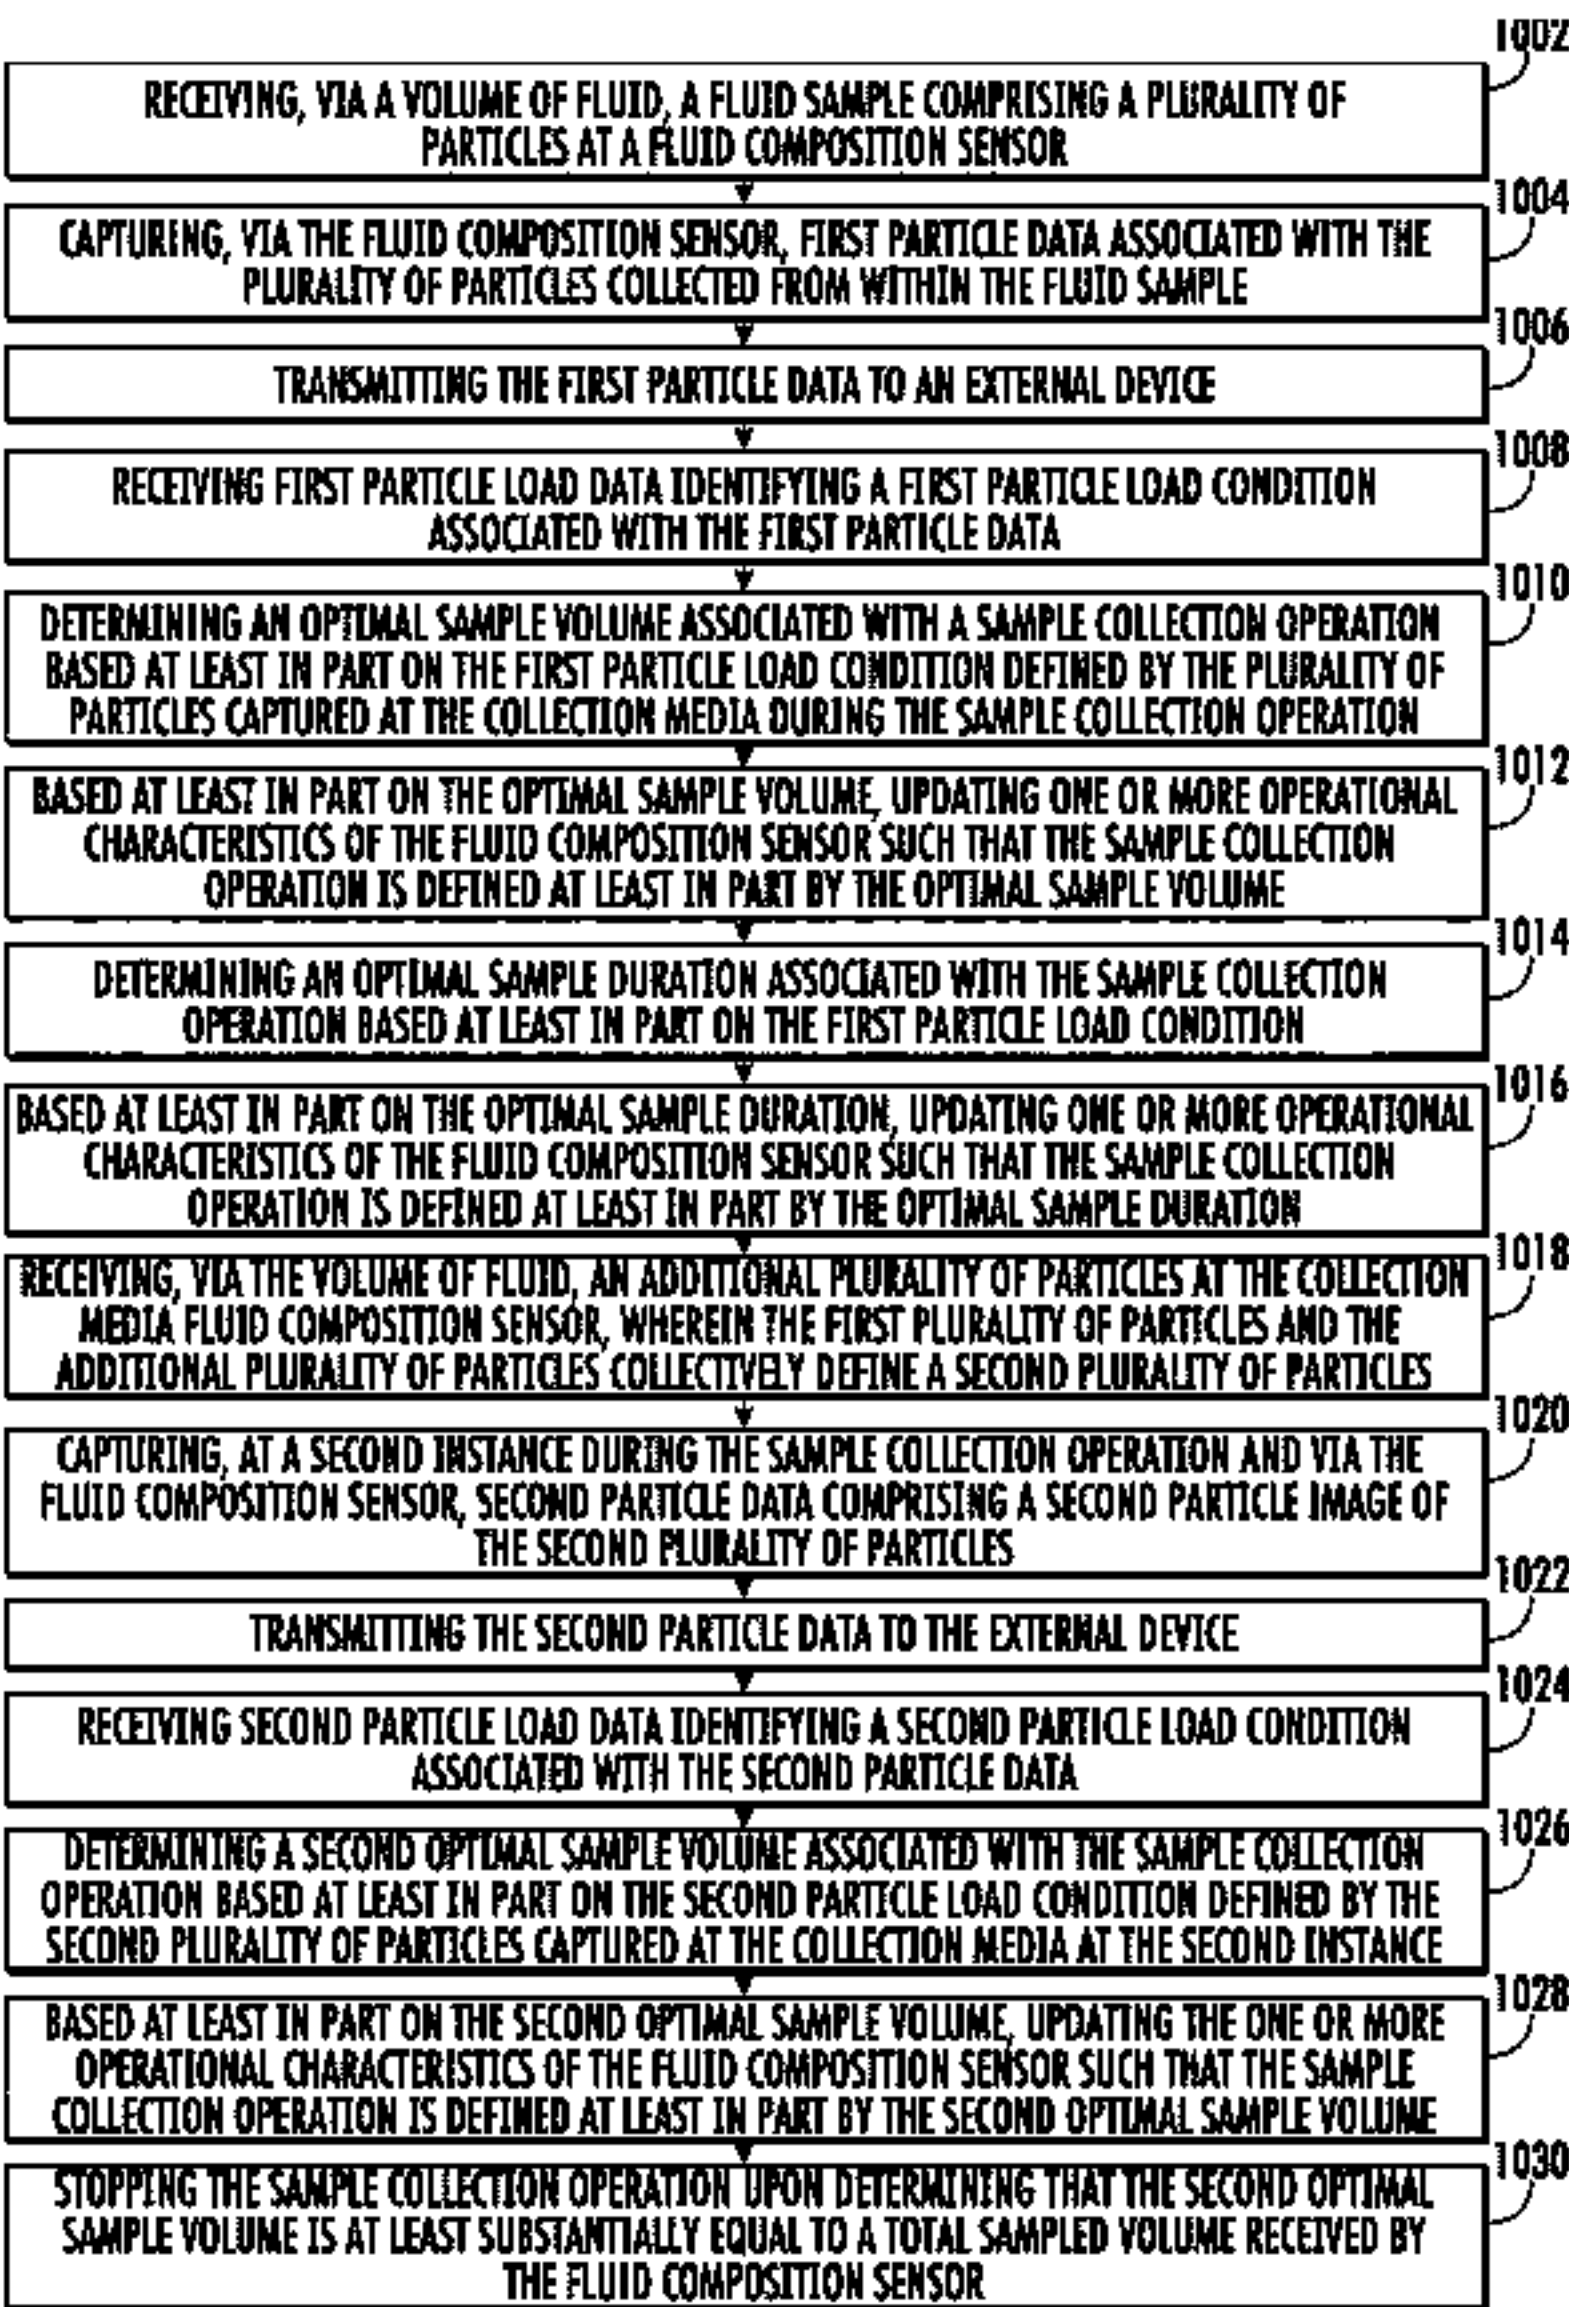 1002
RECEIVING, VIA A VOLUME OF FLUID, A FLUID SAMPLE COMPRISING A PLURALITY OF
PARTICLES AT A FLUID COMPOSITION SENSOR
1004
CAPTURING, VIA THE FLUID COMPOSITION SENSOR, FIRST PARTICLE DATA ASSOCIATED WITH THE
PLURALITY OF PARTICLES COLLECTED FROM WITHIN THE FLUID SAMPLE
1006
TRANSMITTING THE FIRST PARTICLE DATA TO AN EXTERNAL DEVICE
1008
RECEIVING FIRST PARTICLE LOAD DATA IDENTIFYING A FIRST PARTICLE LOAD CONDITION
ASSOCIATED WITH THE FIRST PARTICLE DATA
1010
DETERMINING AN OPTIMAL SAMPLE VOLUME ASSOCIATED WITH A SAMPLE COLLECTION OPERATION
BASED AT LEAST IN PART ON THE FIRST PARTICLE LOAD CONDITION DEFINED BY THE PLURALITY OF
PARTICLES CAPTURED AT THE COLLECTION MEDIA DURING THE SAMPLE COLLECTION OPERATION
1012
BASED AT LEAST IN PART ON THE OPTIMAL SAMPLE VOLUME, UPDATING ONE OR MORE OPERATIONAL
CHARACTERISTICS OF THE FLUID COMPOSITION SENSOR SUCH THAT THE SAMPLE COLLECTION
OPERATION IS DEFINED AT LEAST IN PART BY THE OPTIMAL SAMPLE VOLUME
1014
DETERMINING AN OPTIMAL SAMPLE DURATION ASSOCIATED WITH THE SAMPLE COLLECTION
OPERATION BASED AT LEAST IN PART ON THE FIRST PARTICLE LOAD CONDITION
1016
BASED AT LEAST IN PART ON THE OPTIMAL SAMPLE DURATION, UPDATING ONE OR MORE OPERATIONAL
CHARACTERISTICS OF THE FLUID COMPOSITION SENSOR SUCH THAT THE SAMPLE COLLECTION
OPERATION IS DEFINED AT LEAST IN PART BY THE OPTIMAL SAMPLE DURATION
1018
RECEIVING, VIA THE VOLUME OF FLUID, AN ADDITIONAL PLURALITY OF PARTICLES AT THE COLLECTION
MEDIA FLUID COMPOSITION SENSOR, WHEREIN THE FIRST PLURALITY OF PARTICLES AND THE
ADDITIONAL PLURALITY OF PARTICLES COLLECTIVELY DEFINE A SECOND PLURALITY OF PARTICLES
1020
CAPTURING, AT A SECOND INSTANCE DURING THE SAMPLE COLLECTION OPERATION AND VIA THE
FLUID COMPOSITION SENSOR, SECOND PARTICLE DATA COMPRISING A SECOND PARTICLE IMAGE OF
THE SECOND PLURALITY OF PARTICLES
1022
TRANSMITTING THE SECOND PARTICLE DATA TO THE EXTERNAL DEVICE
1024
RECEIVING SECOND PARTICLE LOAD DATA IDENTIFYING A SECOND PARTICLE LOAD CONDITION
ASSOCIATED WITH THE SECOND PARTICLE DATA
1026
DETERMINING A SECOND OPTIMAL SAMPLE VOLUME ASSOCIATED WITH THE SAMPLE COLLECTION
OPERATION BASED AT LEAST IN PART ON THE SECOND PARTICLE LOAD CONDITION DEFINED BY THE
SECOND PLURALITY OF PARTICLES CAPTURED AT THE COLLECTION MEDIA AT THE SECOND INSTANCE
1028
BASED AT LEAST IN PART ON THE SECOND OPTIMAL SAMPLE VOLUME, UPDATING THE ONE OR MORE
OPERATIONAL CHARACTERISTICS OF THE FLUID COMPOSITION SENSOR SUCH THAT THE SAMPLE
COLLECTION OPERATION IS DEFINED AT LEAST IN PART BY THE SECOND OPTIMAL SAMPLE VOLUME
1030
STOPPING THE SAMPLE COLLECTION OPERATION UPON DETERMINING THAT THE SECOND OPTIMAL
SAMPLE VOLUME IS AT LEAST SUBSTANTIALLY EQUAL TO A TOTAL SAMPLED VOLUME RECEIVED BY
THE FLUID COMPOSITION SENSOR